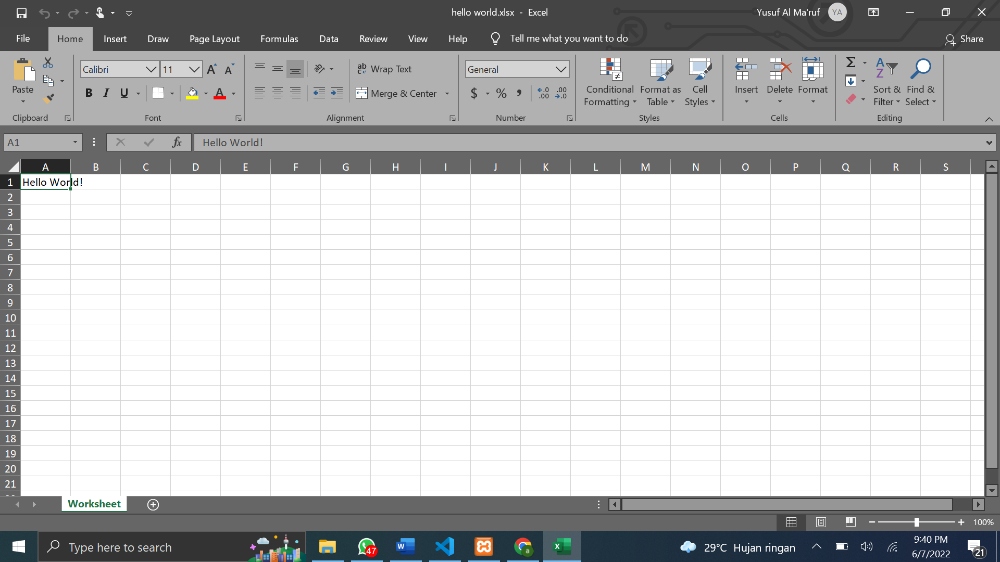 hello world.xlsx - Excel
Yusuf Al Ma'ruf YA
File Home Insert Draw Page Layout Formulas Data Review View Help Tell me what you want to do Share
Paste
Clipboard
Calibri 11
B I U
Font
Wrap Text
Merge & Center
Alignment
General
$ % ,
Number
Conditional Formatting
Format as Table
Cell Styles
Styles
Insert Delete Format
Cells
Sort & Filter
Find & Select
Editing
A1 fx Hello World!
A B C D E F G H I J K L M N O P Q R S
1 Hello World!
2
3
4
5
6
7
8
9
10
11
12
13
14
15
16
17
18
19
20
21
Worksheet
100%
Type here to search
47
29°C Hujan ringan
9:40 PM
6/7/2022
21